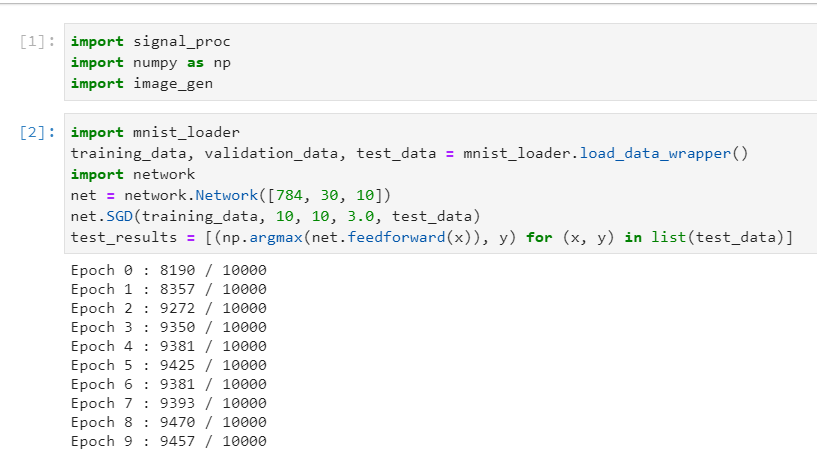 [1]:
import signal_proc
import numpy as np
import image_gen
[2]:
import mnist_loader
training_data, validation_data, test_data = mnist_loader.load_data_wrapper()
import network
net = network.Network([784, 30, 10])
net.SGD(training_data, 10, 10, 3.0, test_data)
test_results = [(np.argmax(net.feedforward(x)), y) for (x, y) in list(test_data)]
Epoch 0 : 8190 / 10000
Epoch 1 : 8357 / 10000
Epoch 2 : 9272 / 10000
Epoch 3 : 9350 / 10000
Epoch 4 : 9381 / 10000
Epoch 5 : 9425 / 10000
Epoch 6 : 9381 / 10000
Epoch 7 : 9393 / 10000
Epoch 8 : 9470 / 10000
Epoch 9 : 9457 / 10000